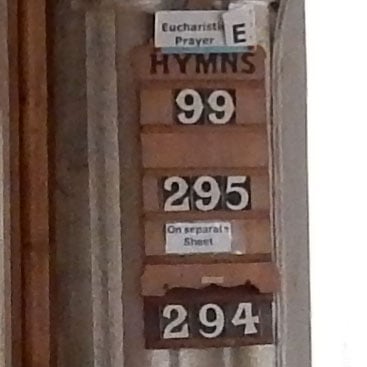 Eucharistic
Prayer E
HYMNS
99
295
On separate
Sheet
294